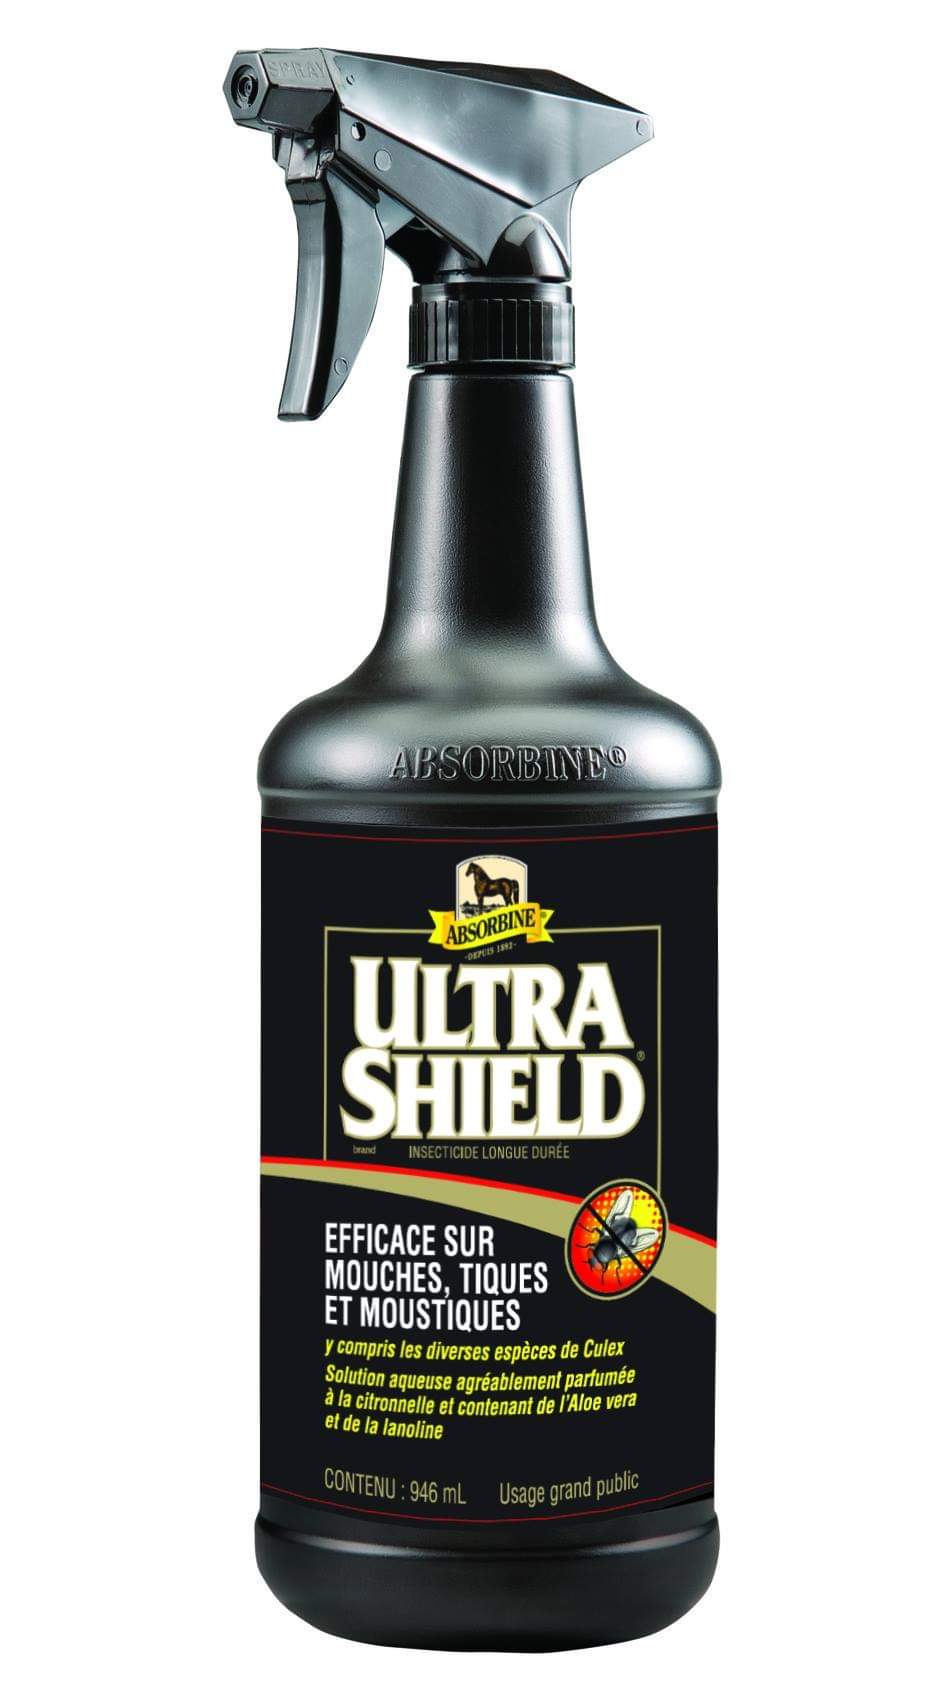 SPRAY
ABSORBINE®
ABSORBINE®
-DEPUIS 1892-
ULTRA
SHIELD®
brand INSECTICIDE LONGUE DURÉE
EFFICACE SUR
MOUCHES, TIQUES
ET MOUSTIQUES
y compris les diverses espèces de Culex
Solution aqueuse agréablement parfumée
à la citronnelle et contenant de l'Aloe vera
et de la lanoline
CONTENU : 946 mL Usage grand public